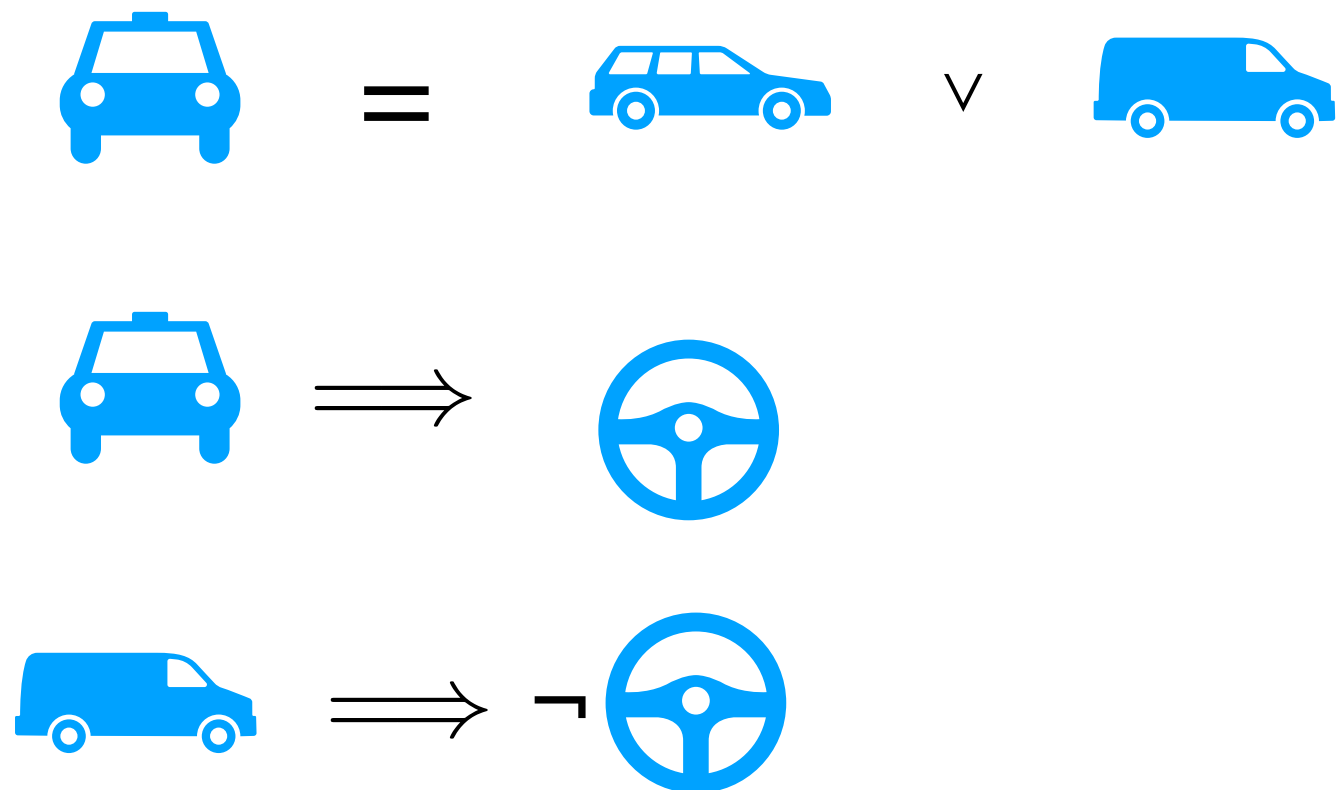 = ∨
⟹
⟹ ¬